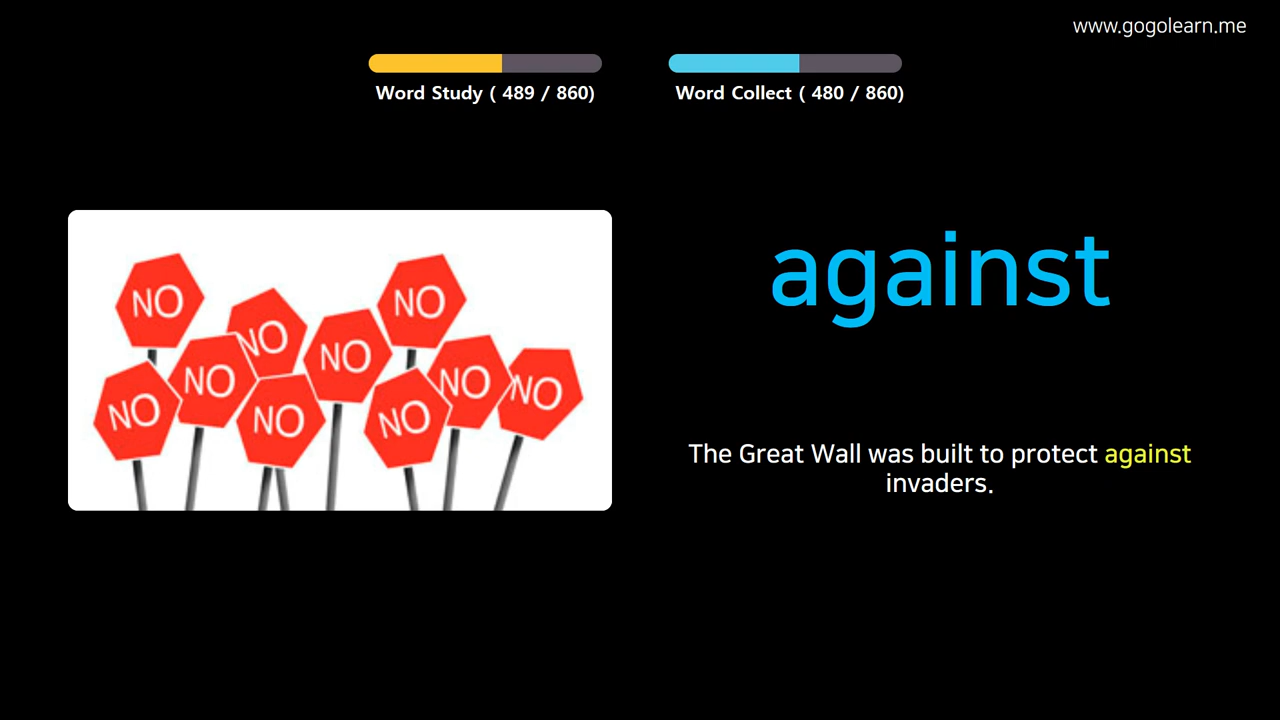 www.gogolearn.me
Word Study ( 489 / 860)
Word Collect ( 480 / 860)
NO
NO
NO
NO
NO
NO
NO
NO
NO
NO
against
The Great Wall was built to protect against
invaders.